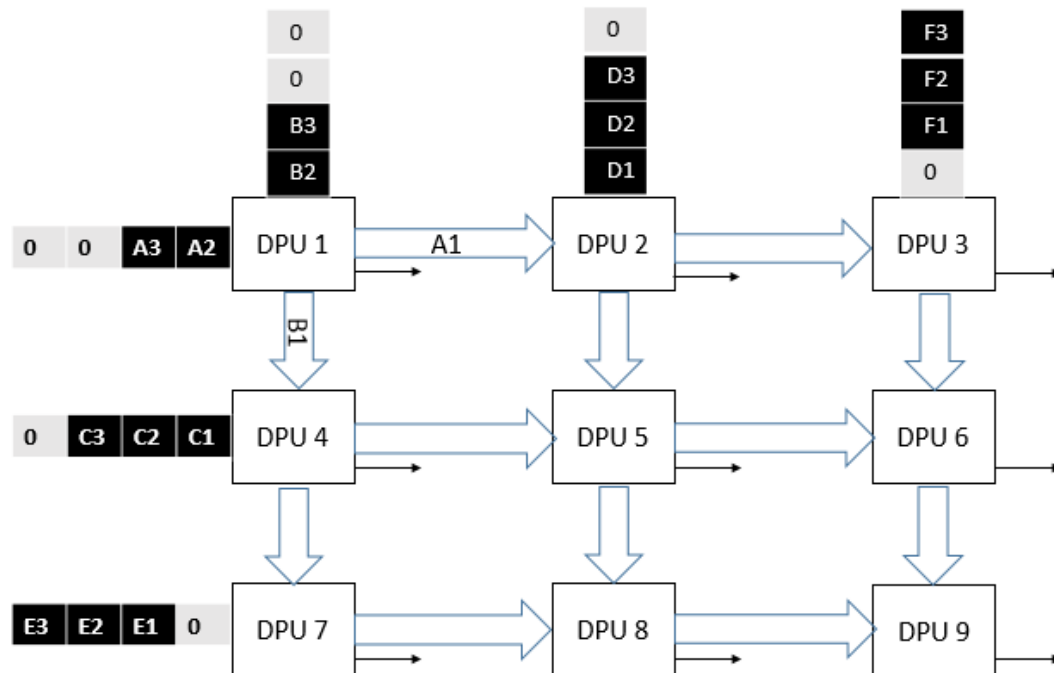 0 0 F3
0 D3 F2
B3 D2 F1
B2 D1 0
0 0 A3 A2 DPU 1 A1 DPU 2 DPU 3
B1
0 C3 C2 C1 DPU 4 DPU 5 DPU 6
E3 E2 E1 0 DPU 7 DPU 8 DPU 9